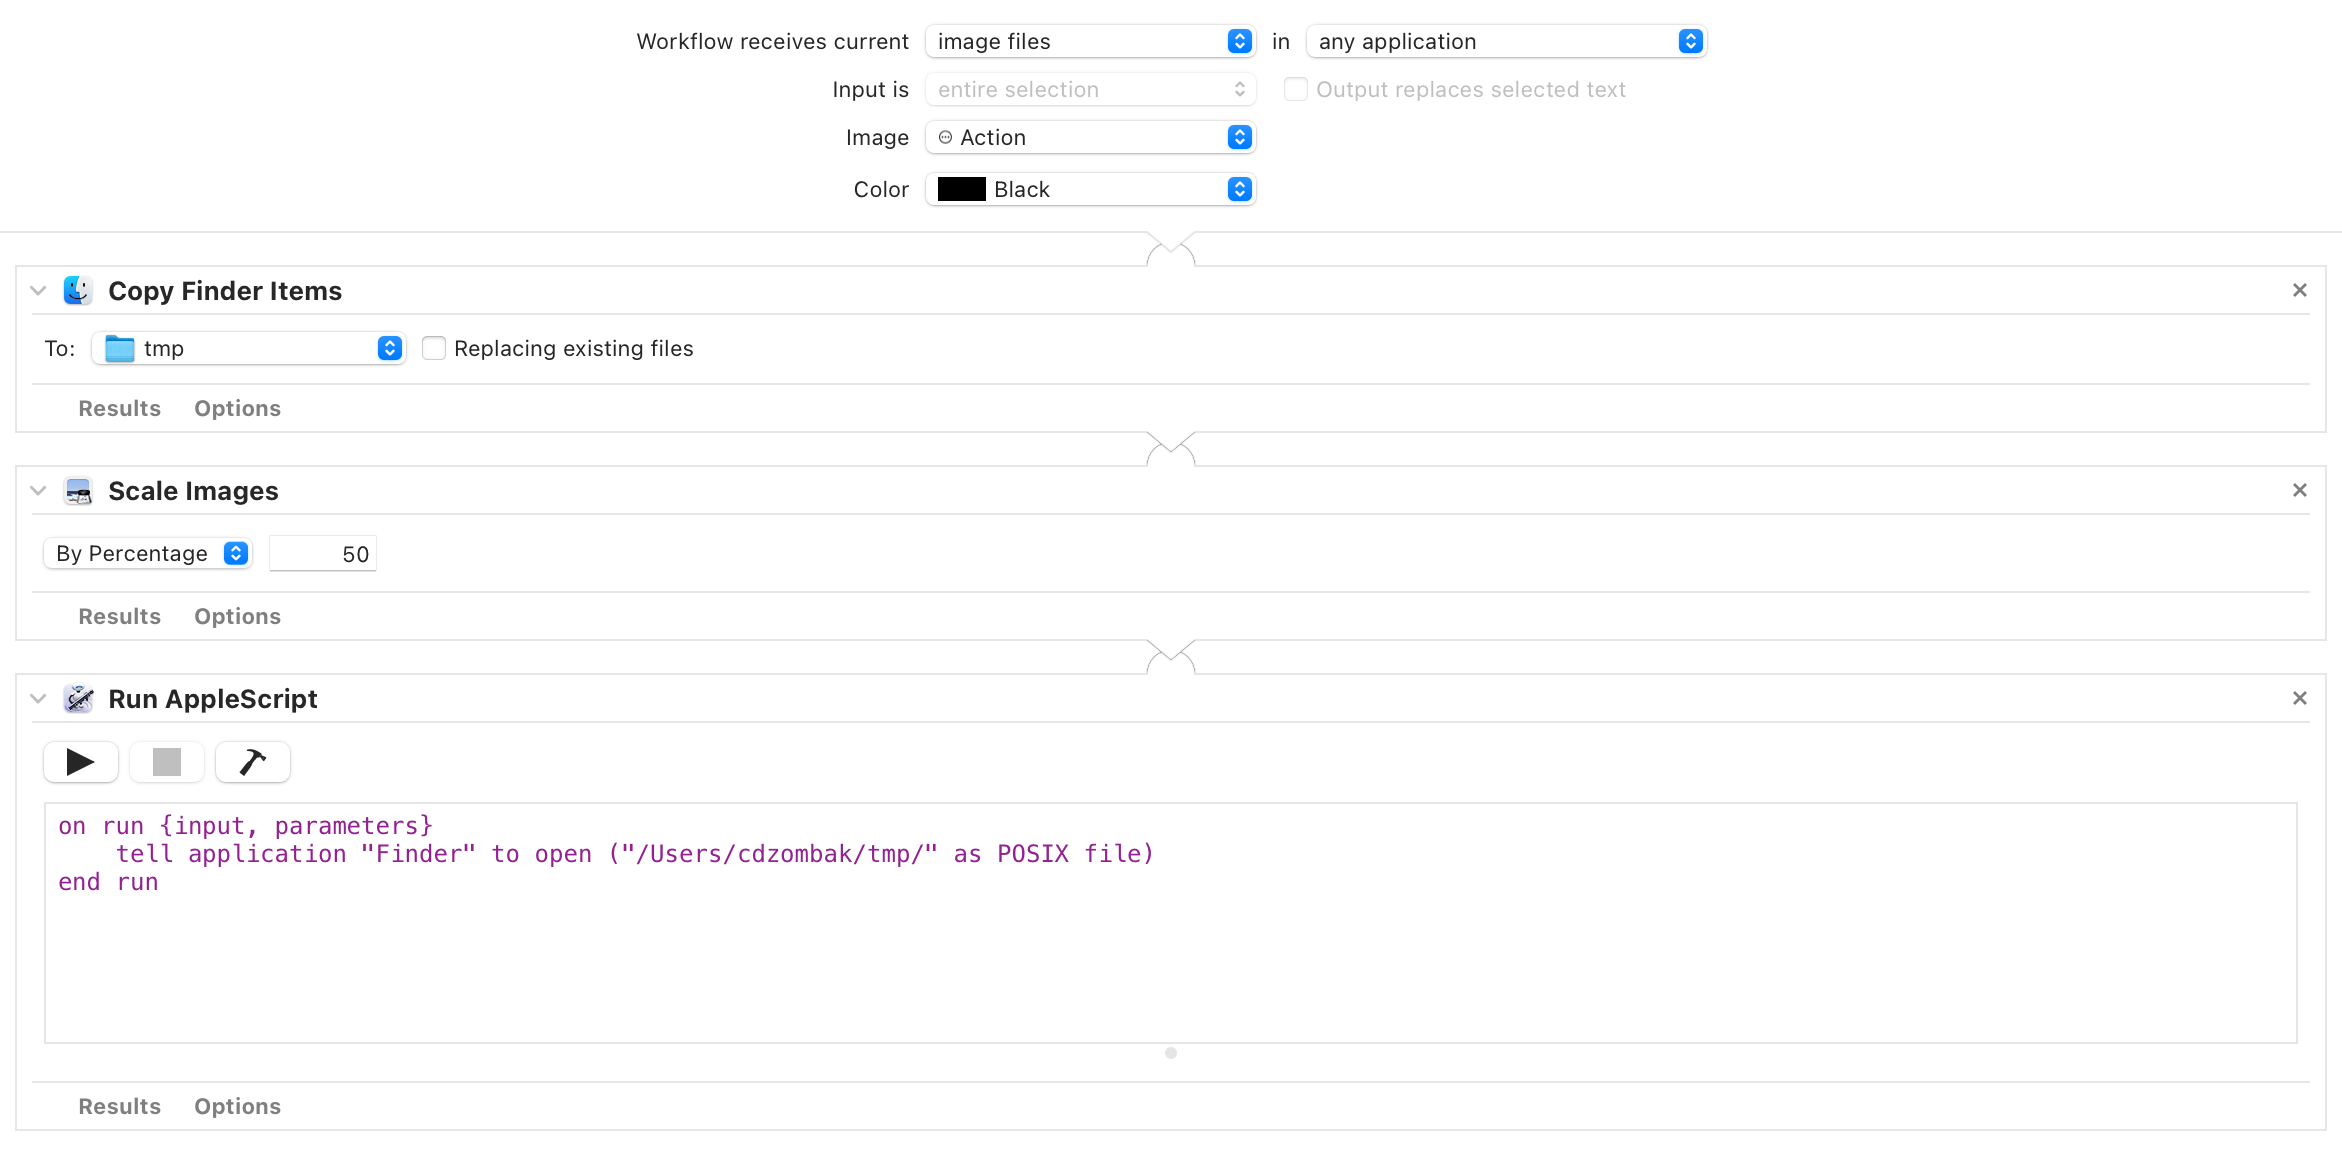 Workflow receives current image files in any application
Input is entire selection Output replaces selected text
Image Action
Color Black
Copy Finder Items
To: tmp Replacing existing files
Results Options
Scale Images
By Percentage 50
Results Options
Run AppleScript
on run {input, parameters}
    tell application "Finder" to open ("/Users/cdzombak/tmp/" as POSIX file)
end run
Results Options